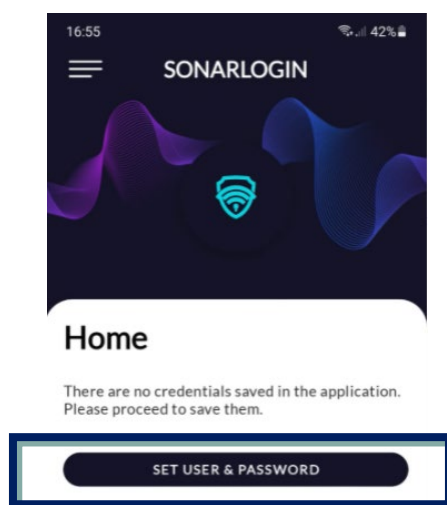 16:55 42%
SONARLOGIN
Home
There are no credentials saved in the application.
Please proceed to save them.
SET USER & PASSWORD